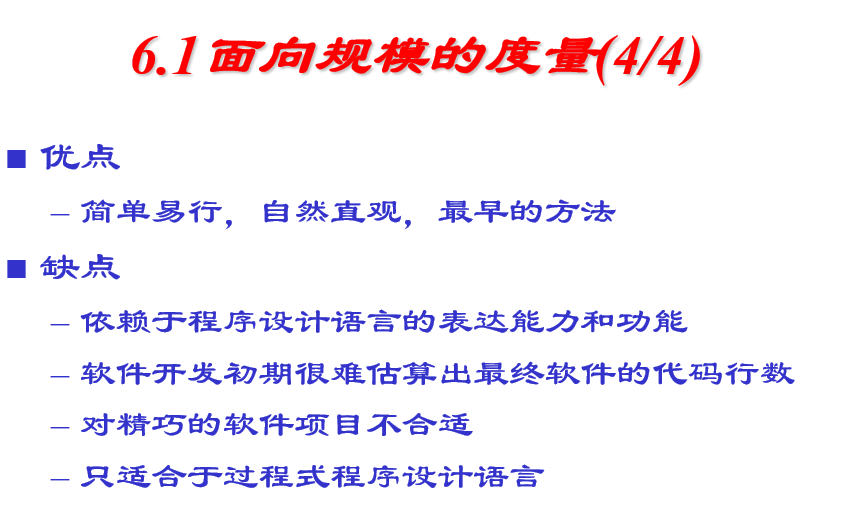 6.1面向规模的度量(4/4)
■ 优点
– 简单易行，自然直观，最早的方法
■ 缺点
– 依赖于程序设计语言的表达能力和功能
– 软件开发初期很难估算出最终软件的代码行数
– 对精巧的软件项目不合适
– 只适合于过程式程序设计语言